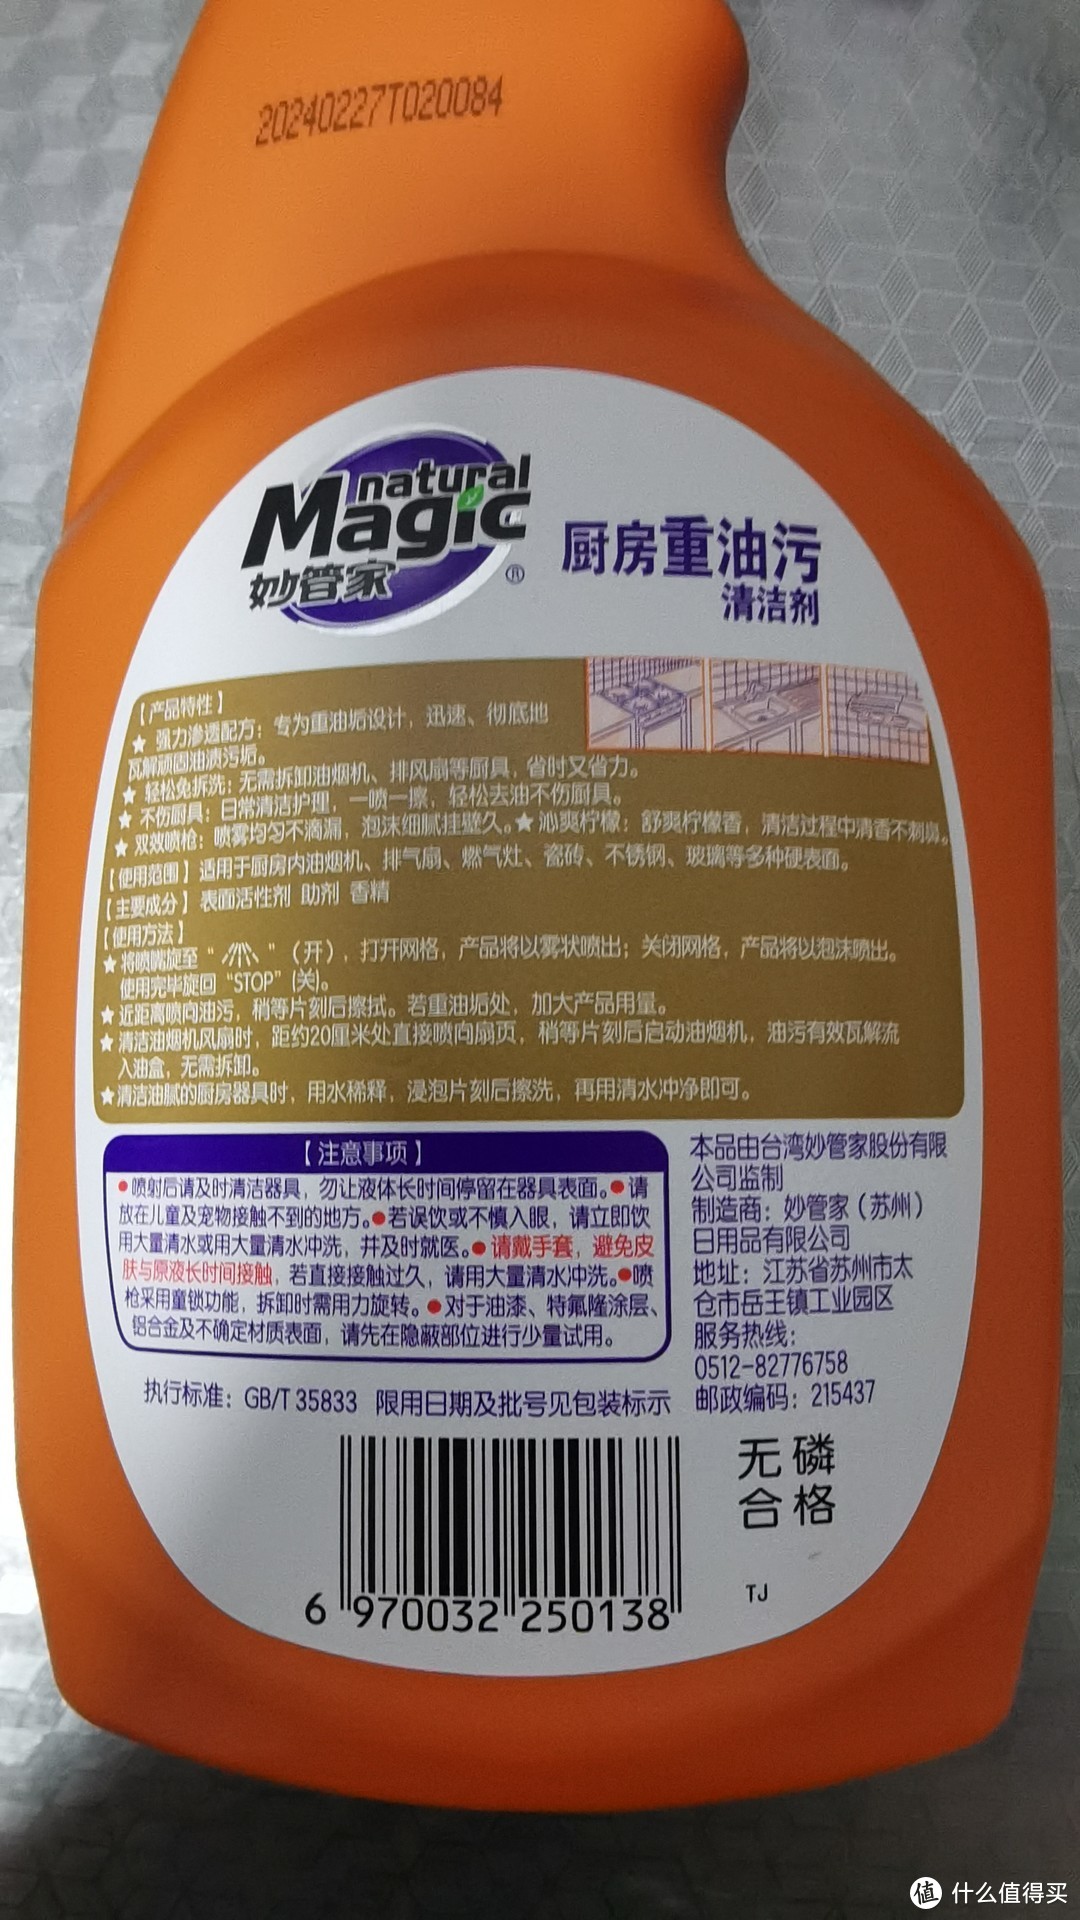 20240227T020084
natural
Magic
妙管家
®
厨房重油污
清洁剂
【产品特性】
★ 强力渗透配方：专为重油垢设计，迅速、彻底地
瓦解顽固油渍污垢。
★ 轻松免拆洗：无需拆卸油烟机、排风扇等厨具，省时又省力。
★ 不伤厨具：日常清洁护理，一喷一擦，轻松去油不伤厨具。
★ 双效喷枪：喷雾均匀不滴漏，泡沫细腻挂壁久。★ 沁爽柠檬：舒爽柠檬香，清洁过程中清香不刺鼻。
【使用范围】适用于厨房内油烟机、排气扇、燃气灶、瓷砖、不锈钢、玻璃等多种硬表面。
【主要成分】表面活性剂 助剂 香精
【使用方法】
★ 将喷嘴旋至“ ”（开），打开网格，产品将以雾状喷出；关闭网格，产品将以泡沫喷出。
使用完毕旋回“STOP”(关)。
★ 近距离喷向油污，稍等片刻后擦拭。若重油垢处，加大产品用量。
★ 清洁油烟机风扇时，距约20厘米处直接喷向扇页，稍等片刻后启动油烟机，油污有效瓦解流
入油盒，无需拆卸。
★清洁油腻的厨房器具时，用水稀释，浸泡片刻后擦洗，再用清水冲净即可。
【注意事项】
●喷射后请及时清洁器具，勿让液体长时间停留在器具表面。●请
放在儿童及宠物接触不到的地方。●若误饮或不慎入眼，请立即饮
用大量清水或用大量清水冲洗，并及时就医。●请戴手套，避免皮
肤与原液长时间接触，若直接接触过久，请用大量清水冲洗。●喷
枪采用童锁功能，拆卸时需用力旋转。●对于油漆、特氟隆涂层、
铝合金及不确定材质表面，请先在隐蔽部位进行少量试用。
本品由台湾妙管家股份有限
公司监制
制造商：妙管家（苏州）
日用品有限公司
地址：江苏省苏州市太
仓市岳王镇工业园区
服务热线：
0512-82776758
邮政编码：215437
执行标准：GB/T 35833 限用日期及批号见包装标示
无磷
合格
TJ
6 970032 250138
值 什么值得买